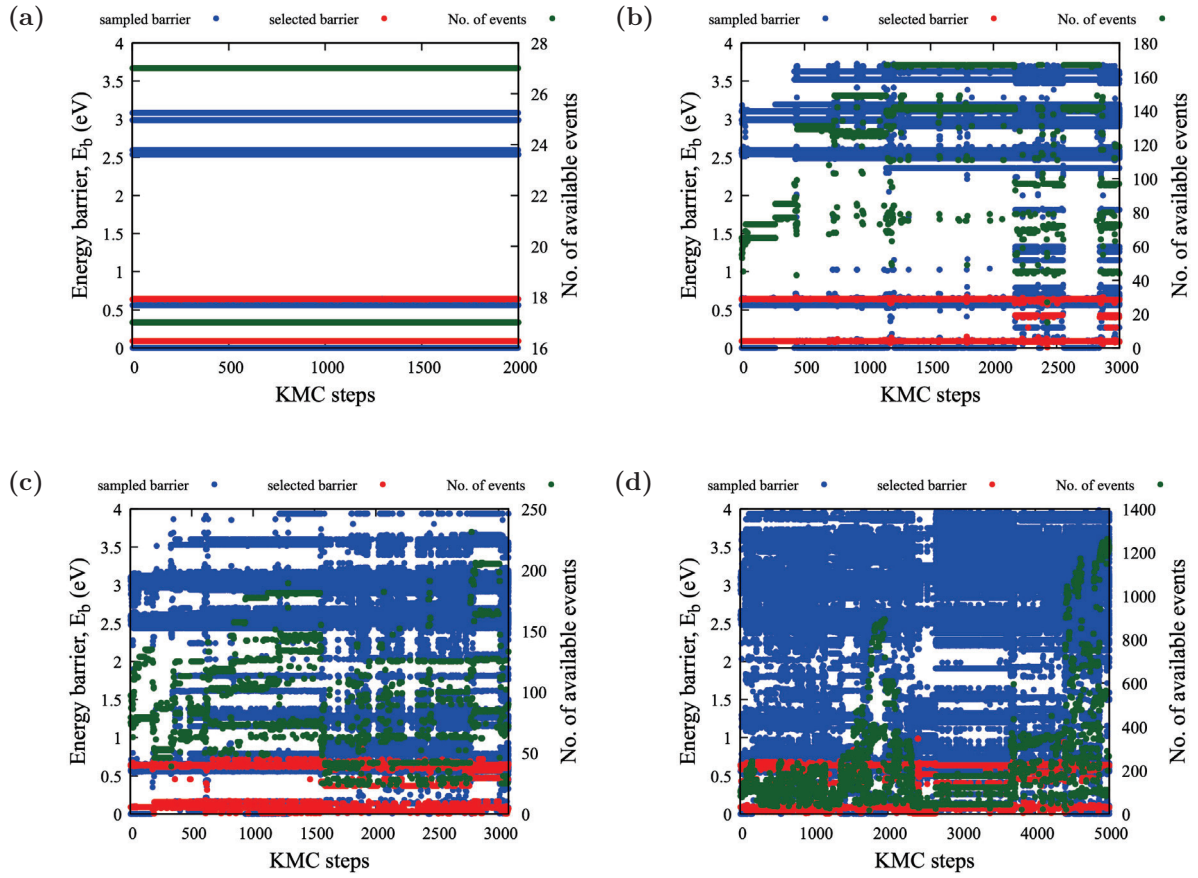 (a)
sampled barrier selected barrier No. of events
4 28
3.5 26
3 24
2.5
2 22
1.5 20
1
0.5 18
0 16
Energy barrier, E_b (eV)
No. of available events
0 500 1000 1500 2000
KMC steps
(b)
sampled barrier selected barrier No. of events
4 180
3.5 160
3 140
2.5 120
2 100
80
1.5 60
1 40
0.5 20
0 0
Energy barrier, E_b (eV)
No. of available events
0 500 1000 1500 2000 2500 3000
KMC steps
(c)
sampled barrier selected barrier No. of events
4 250
3.5
3 200
2.5 150
2
1.5 100
1
0.5 50
0 0
Energy barrier, E_b (eV)
No. of available events
0 500 1000 1500 2000 2500 3000
KMC steps
(d)
sampled barrier selected barrier No. of events
4 1400
3.5 1200
3 1000
2.5 800
2
1.5 600
1 400
0.5 200
0 0
Energy barrier, E_b (eV)
No. of available events
0 1000 2000 3000 4000 5000
KMC steps